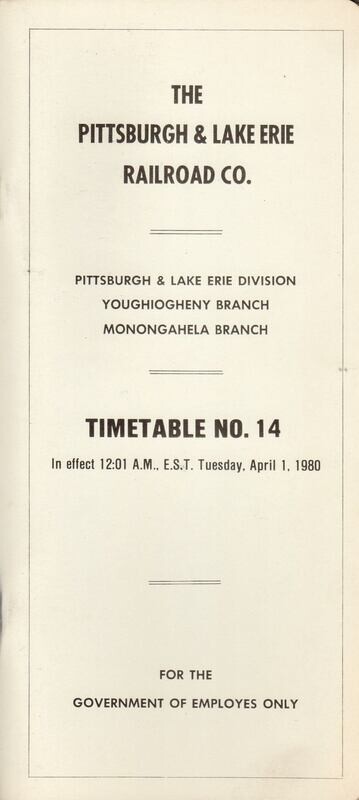 THE
PITTSBURGH & LAKE ERIE
RAILROAD CO.
PITTSBURGH & LAKE ERIE DIVISION
YOUGHIOGHENY BRANCH
MONONGAHELA BRANCH
TIMETABLE NO. 14
In effect 12:01 A.M., E.S.T. Tuesday, April 1, 1980
FOR THE
GOVERNMENT OF EMPLOYES ONLY